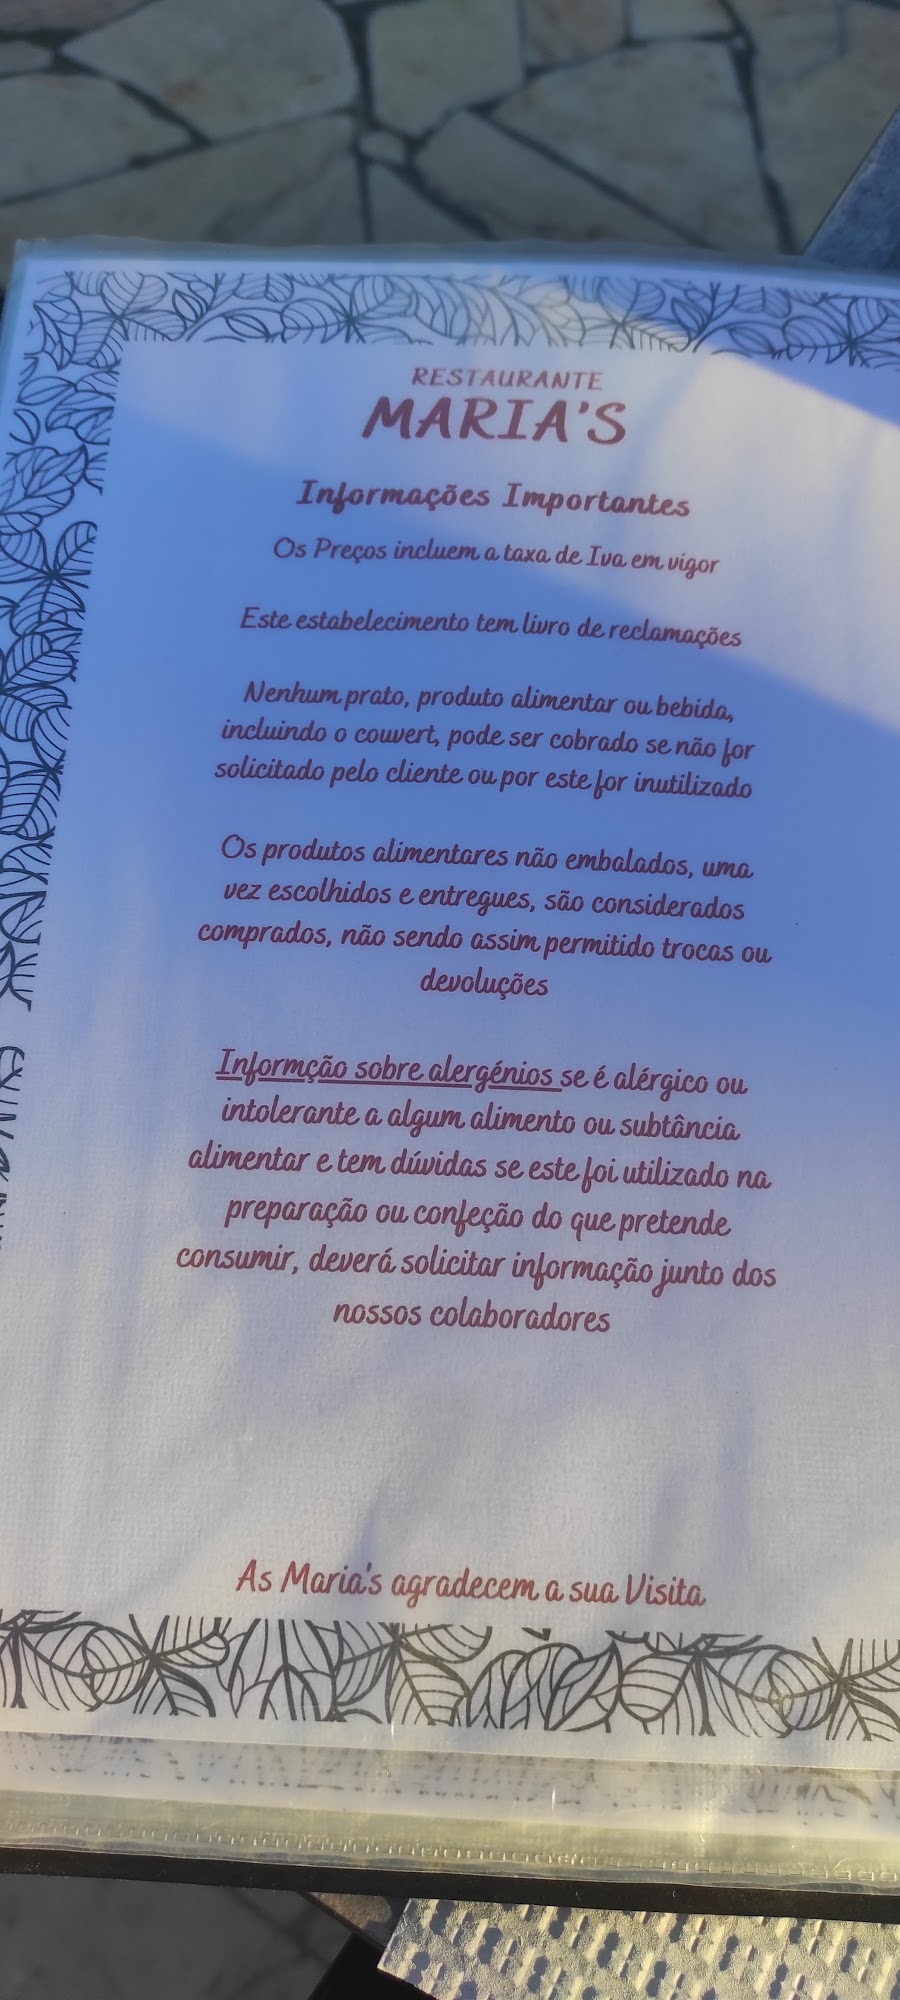 RESTAURANTE
MARIA'S
Informações Importantes
Os Preços incluem a taxa de Iva em vigor
Este estabelecimento tem livro de reclamações
Nenhum prato, produto alimentar ou bebida,
incluindo o couvert, pode ser cobrado se não for
solicitado pelo cliente ou por este for inutilizado
Os produtos alimentares não embalados, uma
vez escolhidos e entregues, são considerados
comprados, não sendo assim permitido trocas ou
devoluções
Informção sobre alergénios se é alérgico ou
intolerante a algum alimento ou subtância
alimentar e tem dúvidas se este foi utilizado na
preparação ou confeção do que pretende
consumir, deverá solicitar informação junto dos
nossos colaboradores
As Maria's agradecem a sua Visita